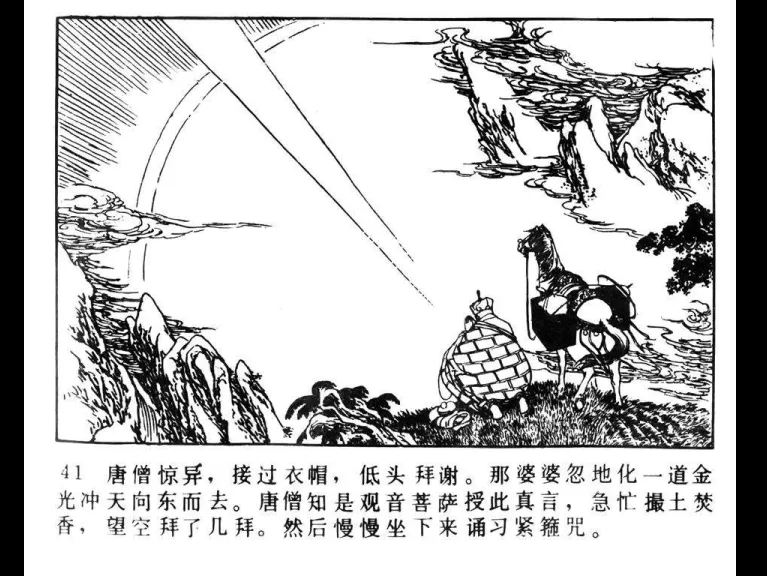 41 唐僧惊异，接过衣帽，低头拜谢。那婆婆忽地化一道金
光冲天向东而去。唐僧知是观音菩萨授此真言，急忙撮土焚
香，望空拜了几拜。然后慢慢坐下来诵习紧箍咒。